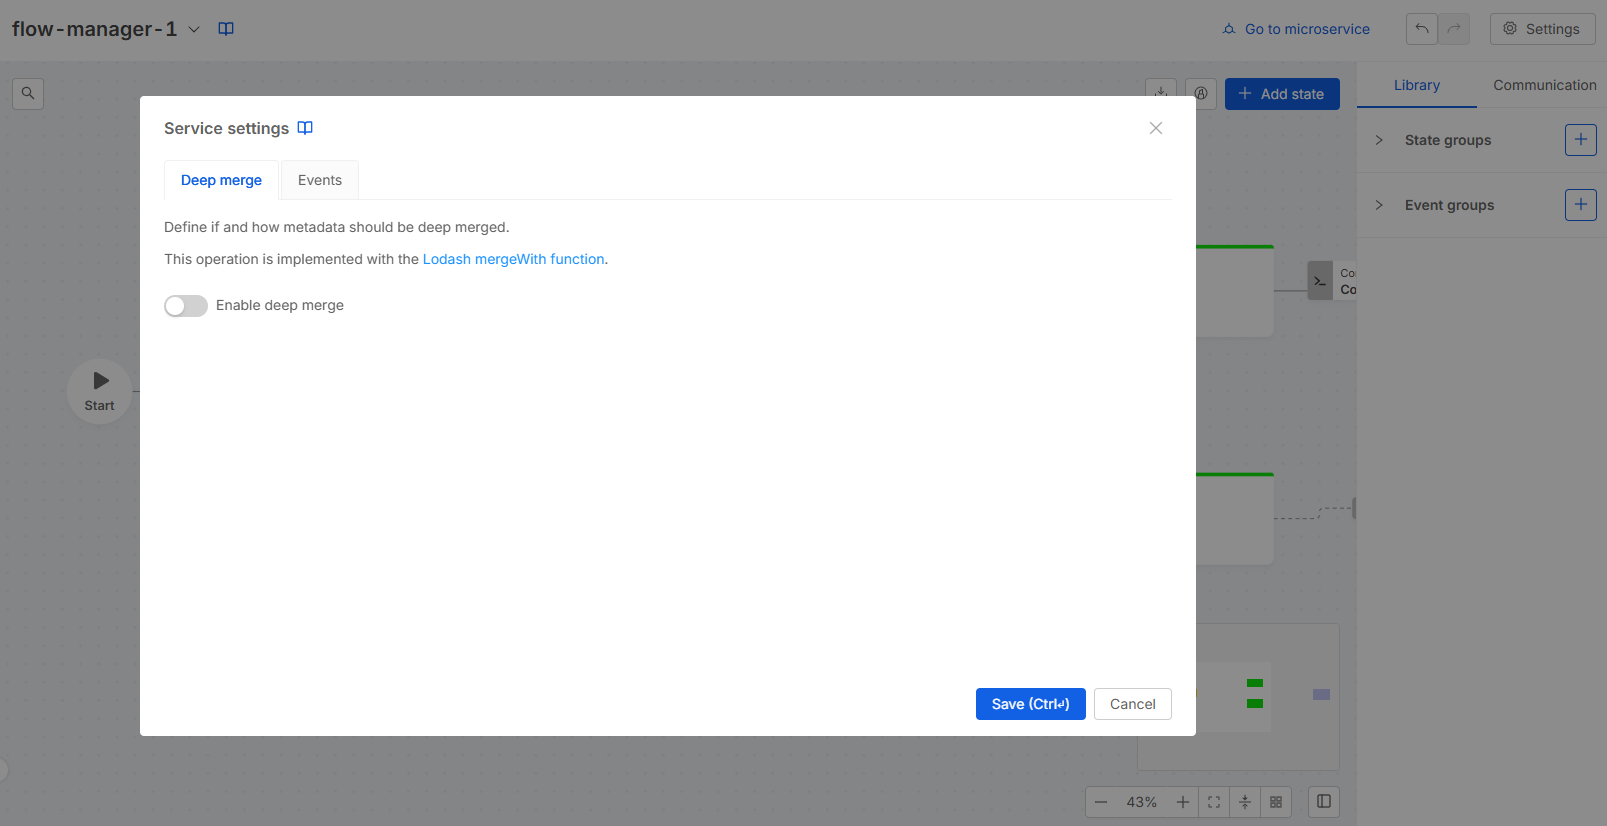 flow-manager-1
Go to microservice
Settings
Add state
Library
Communication
State groups
Event groups
Service settings
Deep merge
Events
Define if and how metadata should be deep merged.
This operation is implemented with the Lodash mergeWith function.
Enable deep merge
Start
Co
Co
Save (Ctrl↵)
Cancel
43%